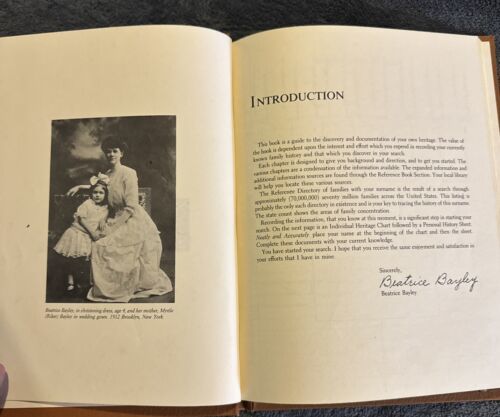 Beatrice Bayley, in christening dress, age 4, and her mother, Myrtle
(Riker) Bayley in wedding gown. 1912 Brooklyn, New York
INTRODUCTION
This book is a guide to the discovery and documentation of your own heritage. The value of
the book is dependent upon the interest and effort which you expend in recording your currently
known family history and that which you discover in your search.
Each chapter is designed to give you background and direction, and to get you started. The
various chapters are a condensation of the information available. The expanded heritage and
additional information sources are found through the Reference Book Section. Your local library
will help you locate these various sources.
The Reference Directory of Families with your surname is the result of a search through
approximately (70,000,000) seventy million families across the United States. This listing is
probably the only such directory in existence and is your key to tracing the history of this surname.
The state count shows the areas of family concentration.
Recording the information, that you know at this moment, is a significant step in starting your
search. On the next page is an Individual Heritage Chart followed by a Personal History Sheet.
Neatly and Accurately place your name at the beginning of the chart and then the sheet.
Complete these documents with your current knowledge.
You have started your search. I hope that you receive the same enjoyment and satisfaction in
your efforts that I have in mine.
Sincerely,
Beatrice Bayley
Beatrice Bayley